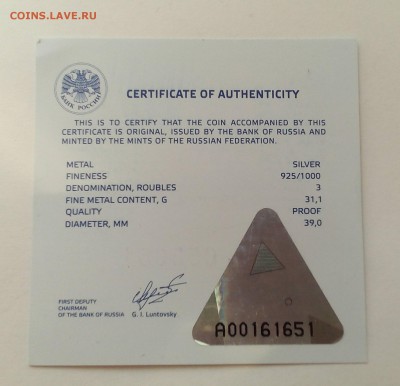 COINS.LAVE.RU
БАНК РОССИИ
CERTIFICATE OF AUTHENTICITY
THIS IS TO CERTIFY THAT THE COIN ACCOMPANIED BY THIS
CERTIFICATE IS ORIGINAL, ISSUED BY THE BANK OF RUSSIA AND
MINTED BY THE MINTS OF THE RUSSIAN FEDERATION.
METAL SILVER
FINENESS 925/1000
DENOMINATION, ROUBLES 3
FINE METAL CONTENT, G 31,1
QUALITY PROOF
DIAMETER, MM 39,0
FIRST DEPUTY
CHAIRMAN
OF THE BANK OF RUSSIA G. I. Luntovsky
A00161651